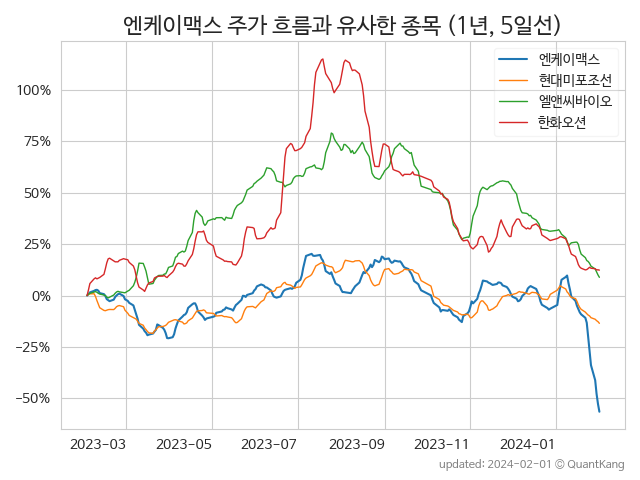 엔케이맥스 주가 흐름과 유사한 종목 (1년, 5일선)
엔케이맥스
현대미포조선
엘앤씨바이오
한화오션
100%
75%
50%
25%
0%
−25%
−50%
2023-03 2023-05 2023-07 2023-09 2023-11 2024-01
updated: 2024-02-01 © QuantKang